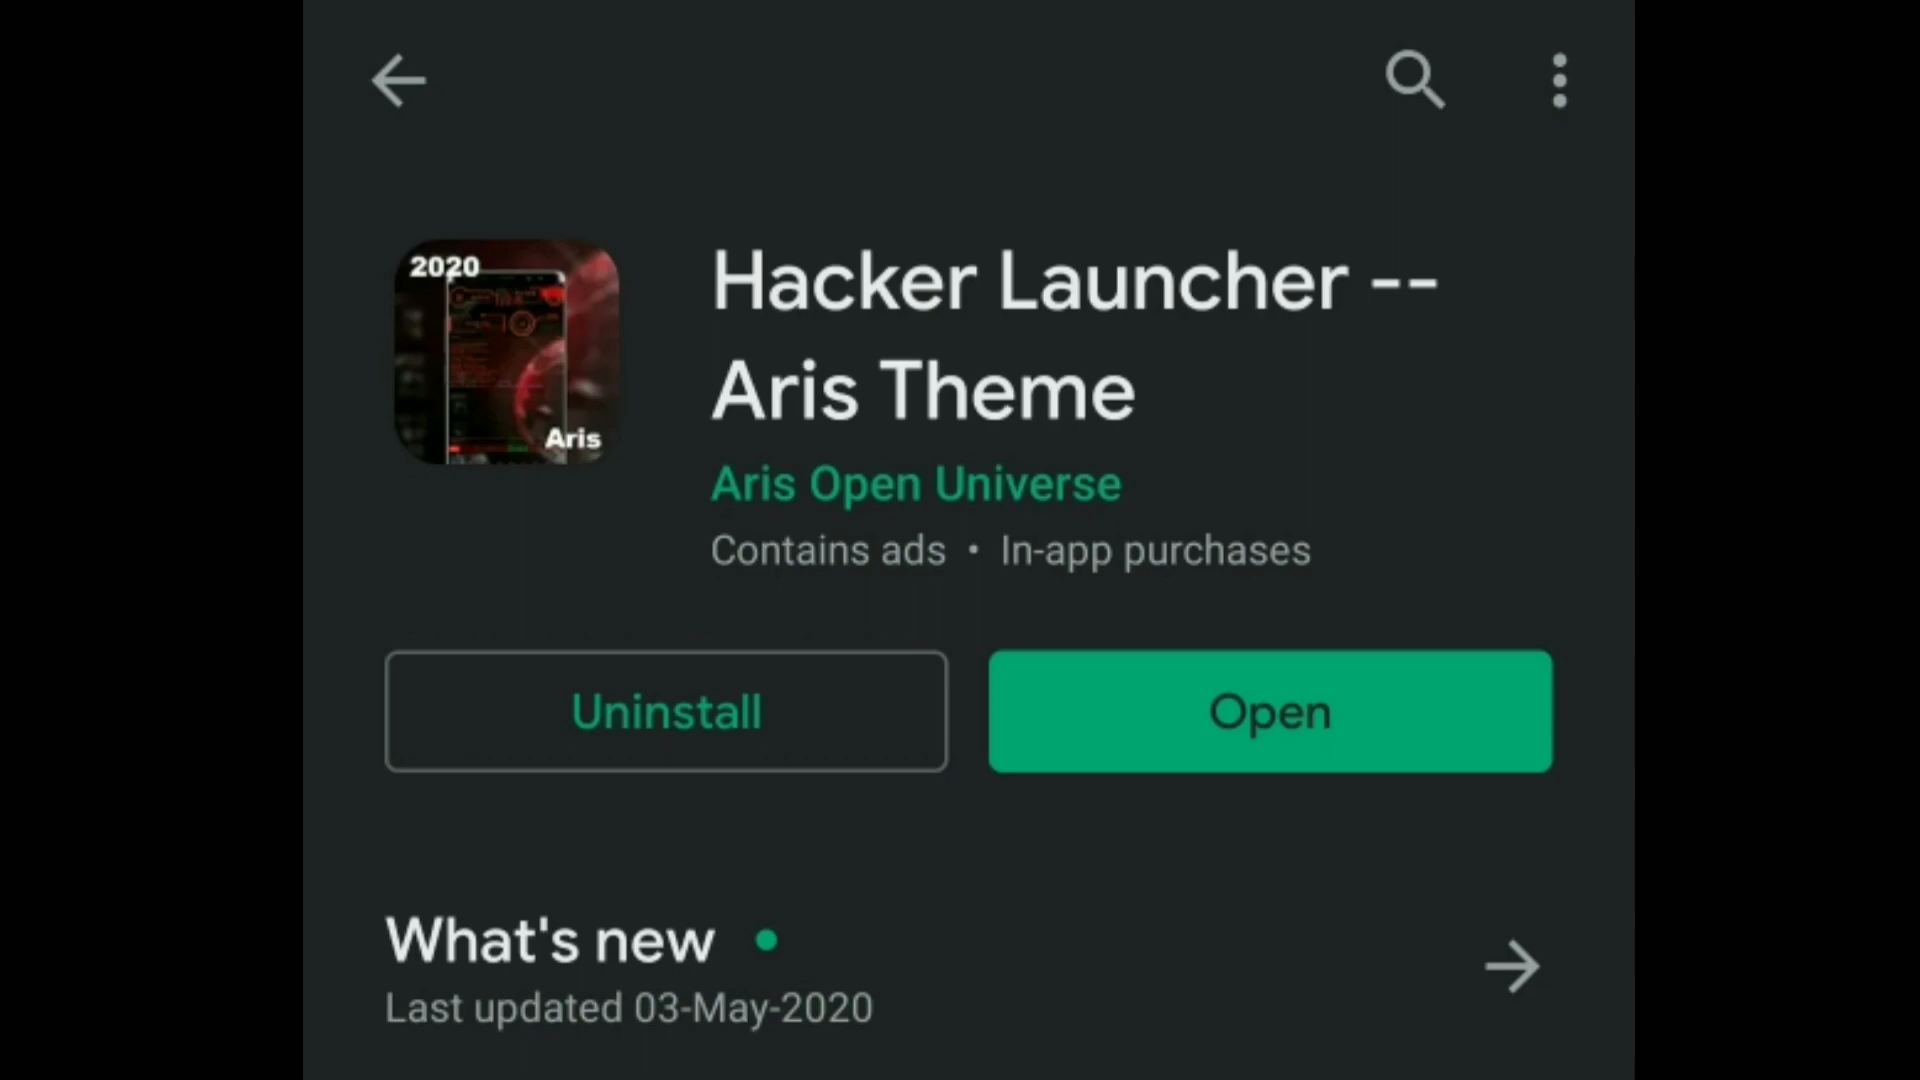 2020
Aris
Hacker Launcher --
Aris Theme
Aris Open Universe
Contains ads • In-app purchases
Uninstall
Open
What's new
Last updated 03-May-2020